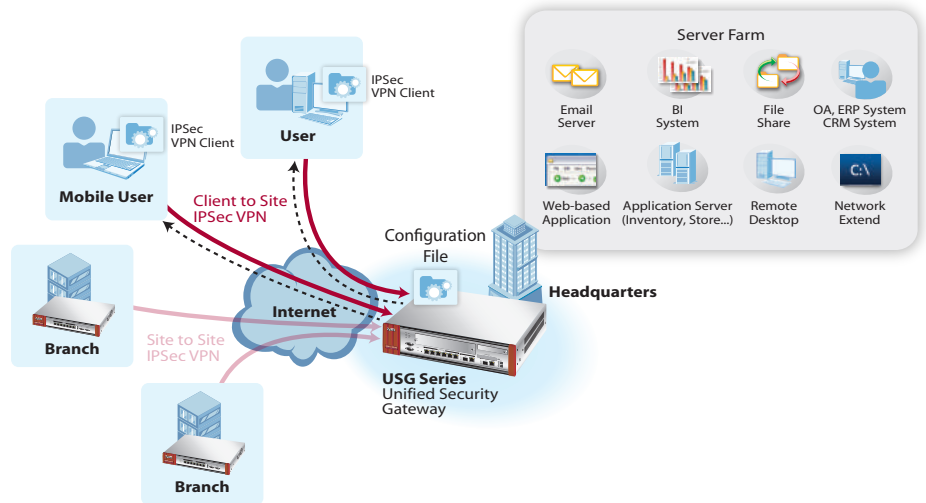 Server Farm
Email
Server
BI
System
File
Share
OA, ERP System
CRM System
Web-based
Application
Application Server
(Inventory, Store...)
Remote
Desktop
C:\
Network
Extend
IPSec
VPN Client
User
IPSec
VPN Client
Mobile User
Client to Site
IPSec VPN
Configuration
File
Headquarters
Internet
Branch
Site to Site
IPSec VPN
USG Series
Unified Security
Gateway
Branch